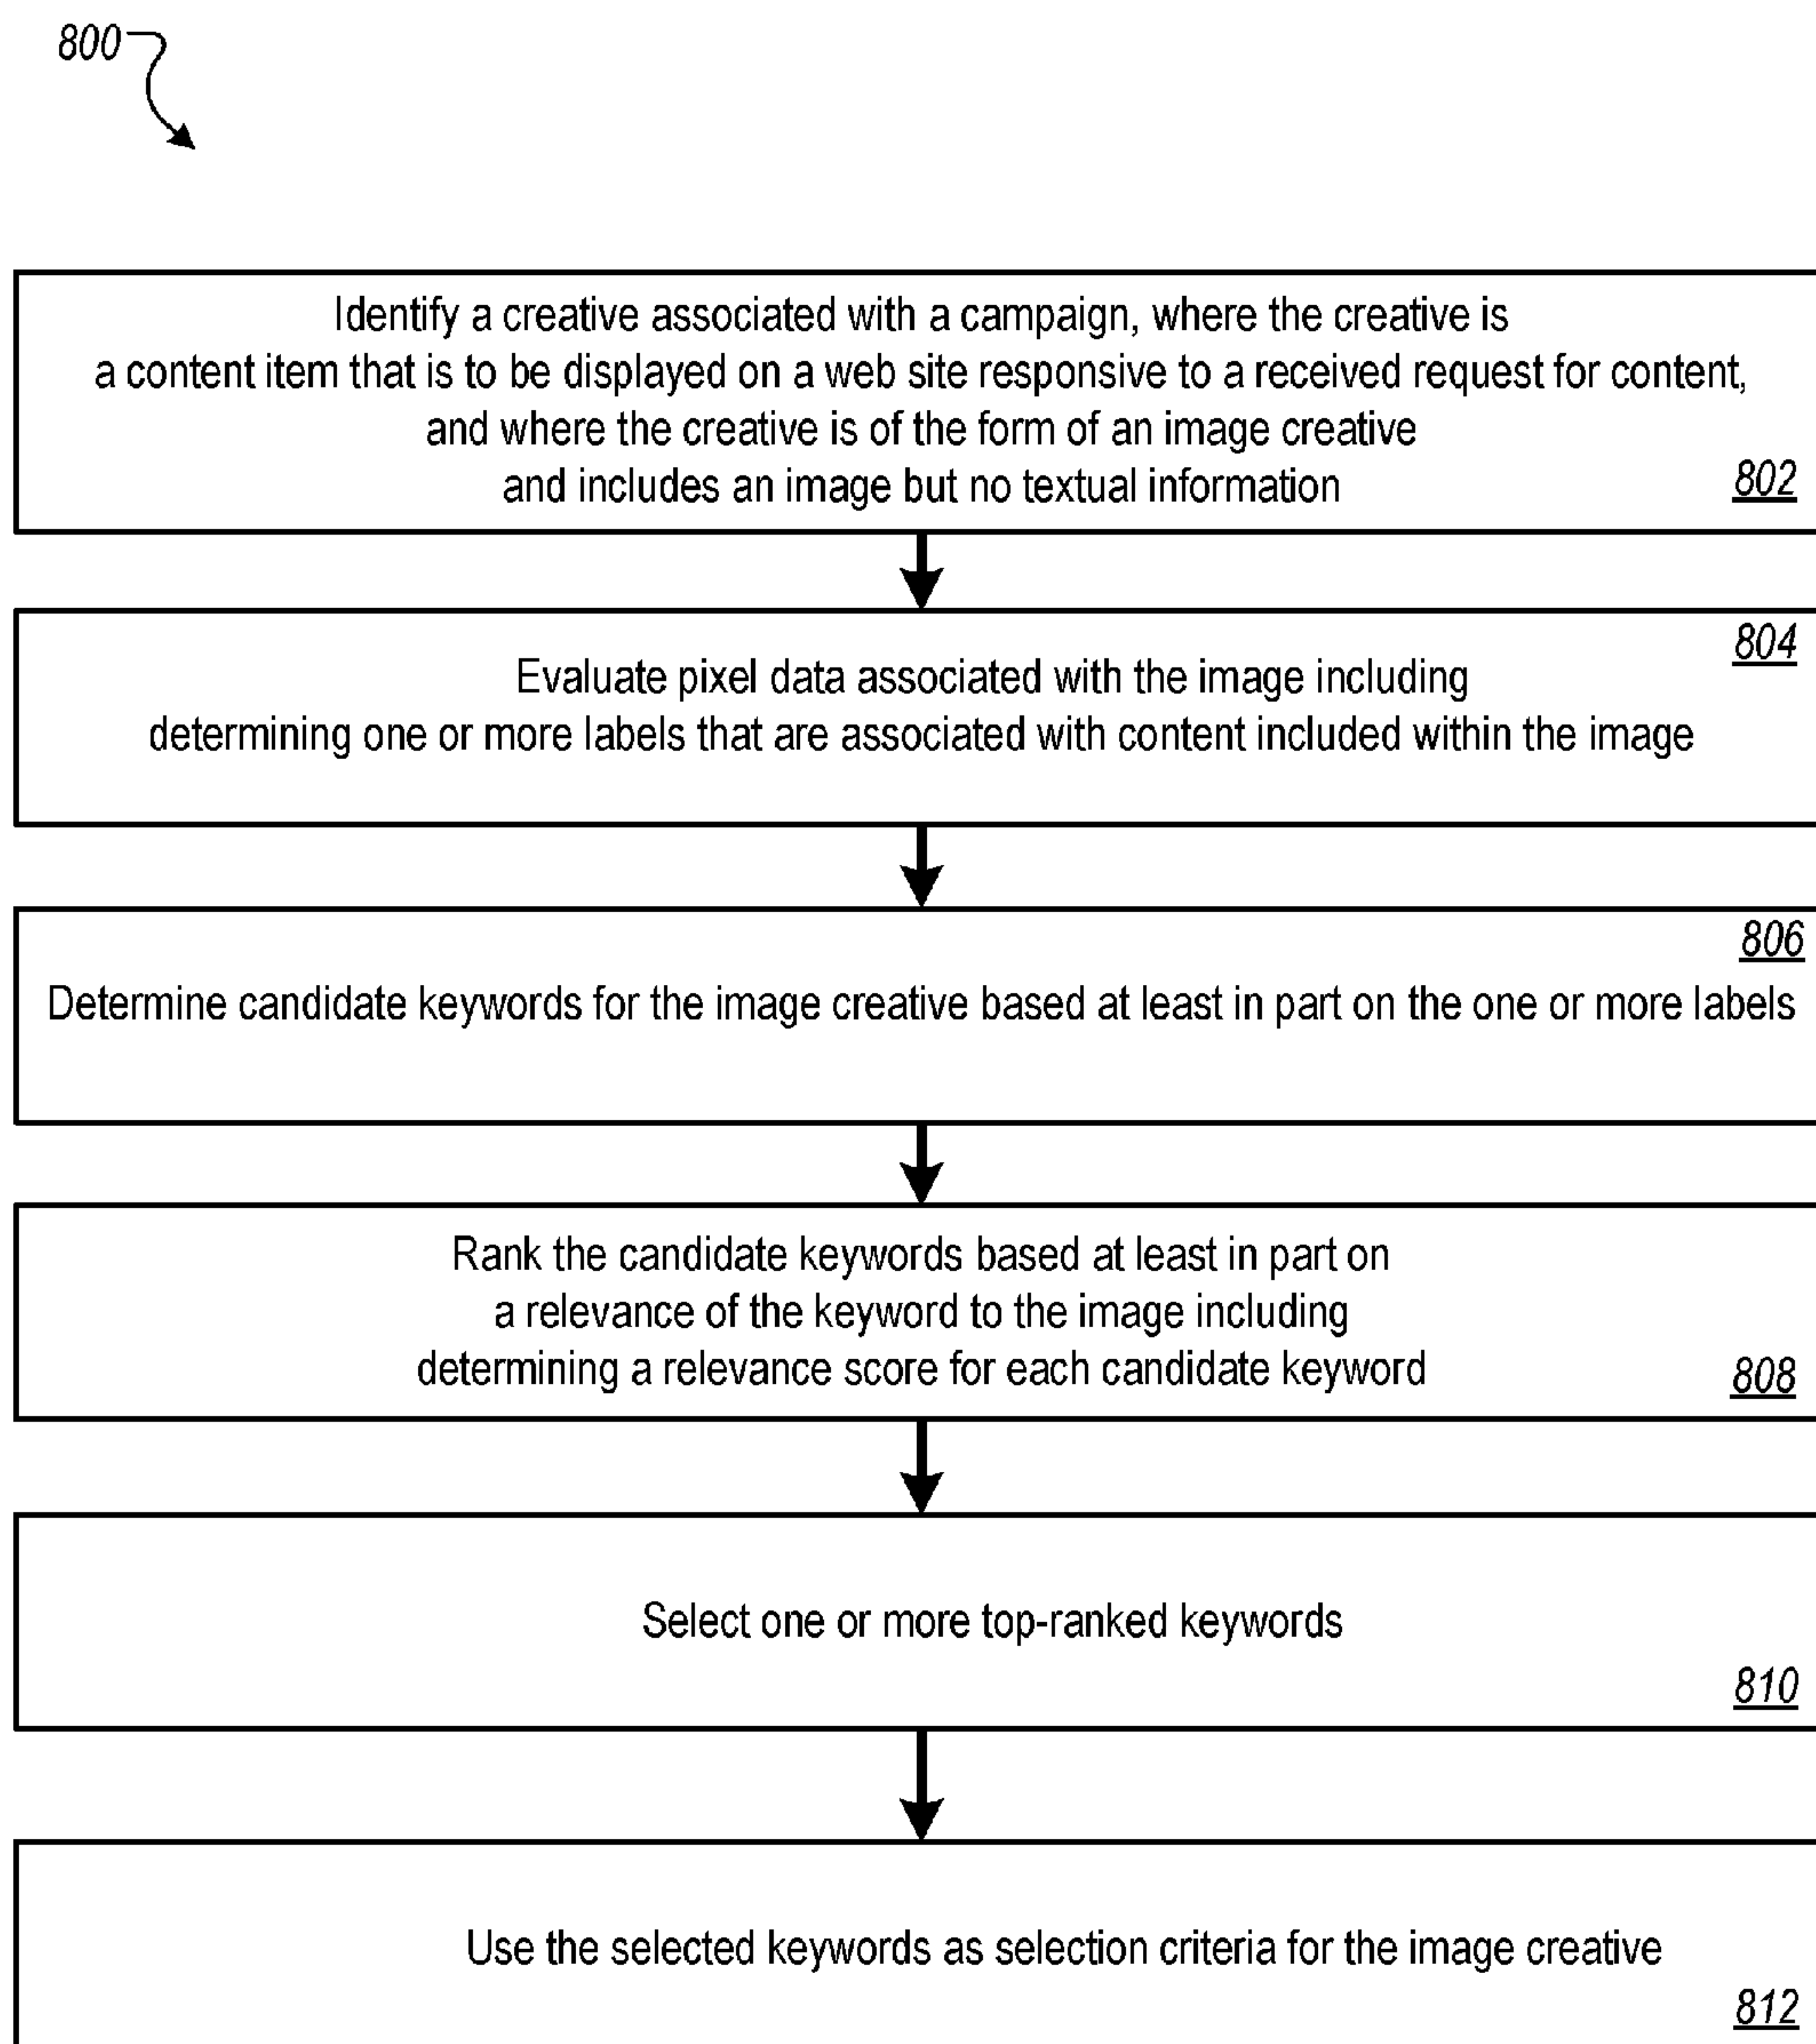 800
Identify a creative associated with a campaign, where the creative is
a content item that is to be displayed on a web site responsive to a received request for content,
and where the creative is of the form of an image creative
and includes an image but no textual information
802
804
Evaluate pixel data associated with the image including
determining one or more labels that are associated with content included within the image
806
Determine candidate keywords for the image creative based at least in part on the one or more labels
Rank the candidate keywords based at least in part on
a relevance of the keyword to the image including
determining a relevance score for each candidate keyword
808
Select one or more top-ranked keywords
810
Use the selected keywords as selection criteria for the image creative
812